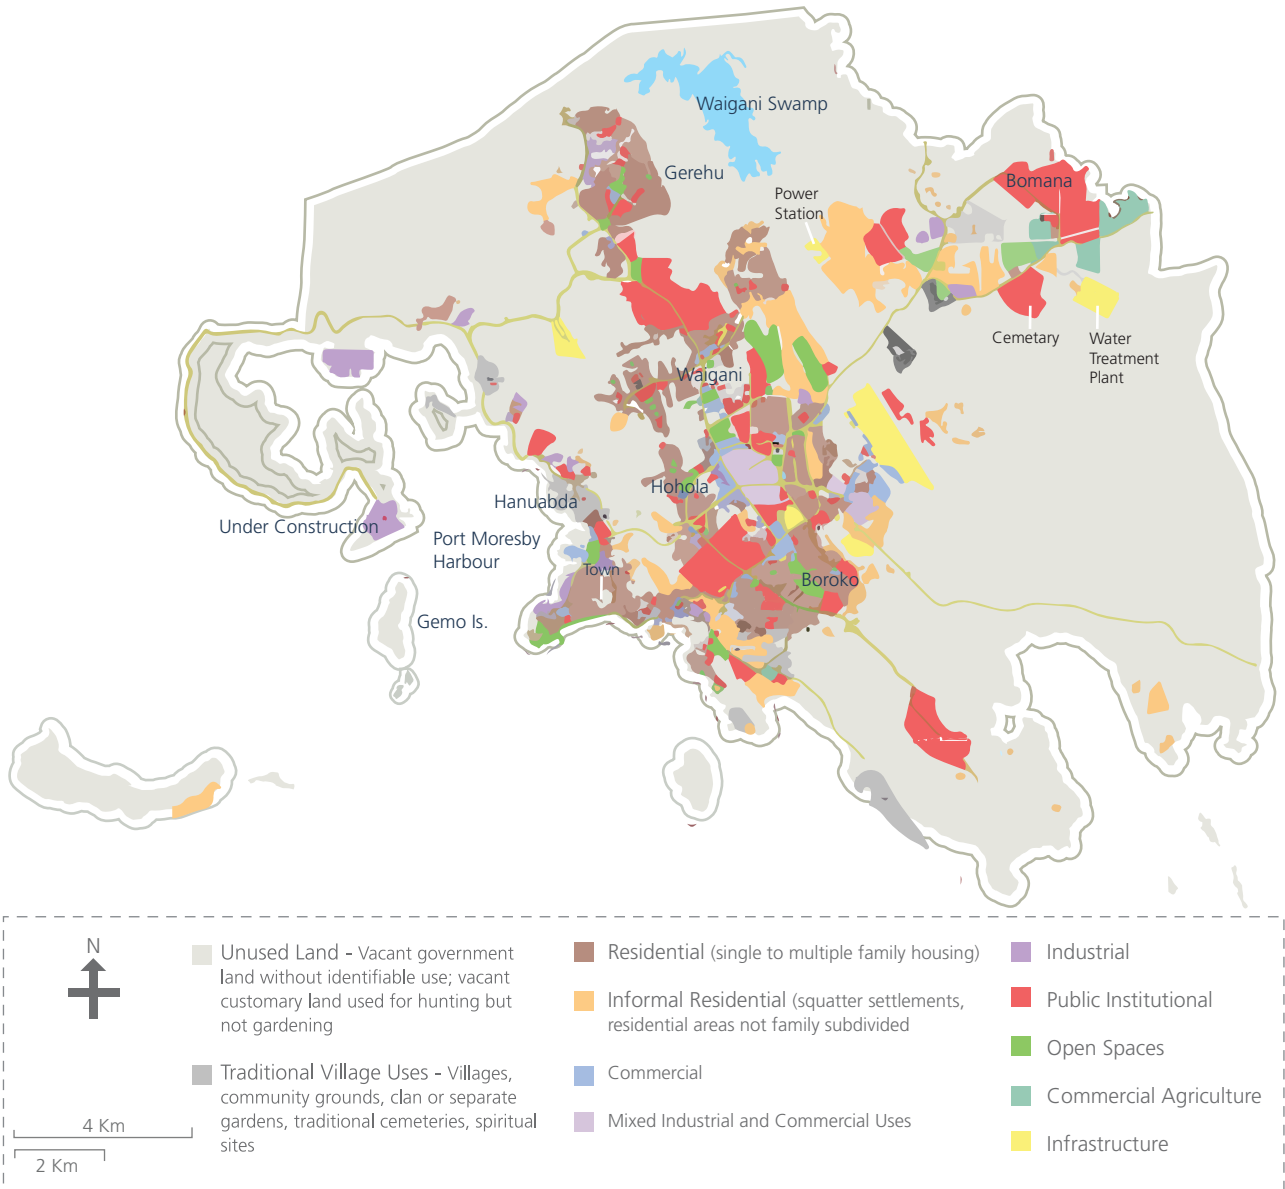 Waigani Swamp
Gerehu
Power
Station
Bomana
Cemetary
Water
Treatment
Plant
Waigani
Hanuabda
Hohola
Under Construction
Port Moresby
Harbour
Town
Boroko
Gemo Is.
N
4 Km
2 Km
Unused Land - Vacant government
land without identifiable use; vacant
customary land used for hunting but
not gardening
Traditional Village Uses - Villages,
community grounds, clan or separate
gardens, traditional cemeteries, spiritual
sites
Residential (single to multiple family housing)
Informal Residential (squatter settlements,
residential areas not family subdivided
Commercial
Mixed Industrial and Commercial Uses
Industrial
Public Institutional
Open Spaces
Commercial Agriculture
Infrastructure